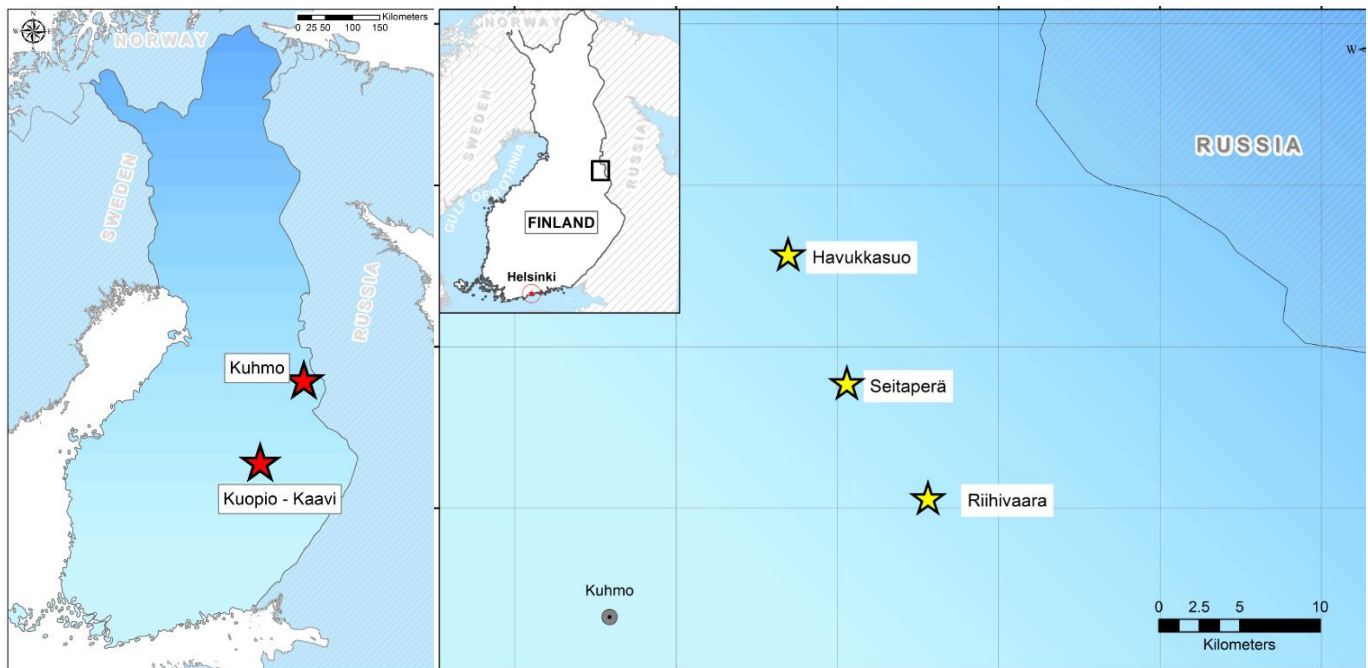 N
W
E
S
Kilometers
0 25 50 100 150
NORWAY
SWEDEN
RUSSIA
Kuhmo
Kuopio - Kaavi
NORWAY
SWEDEN
RUSSIA
GULF OF BOTHNIA
FINLAND
Helsinki
W
RUSSIA
Havukkasuo
Seitaperä
Riihivaara
Kuhmo
0 2.5 5 10
Kilometers